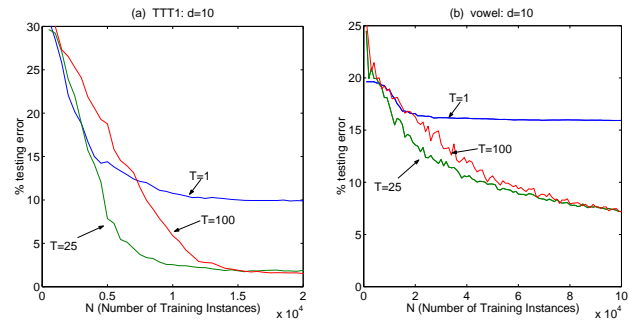 (a) TTT1: d=10
% testing error
30
25
20
15
10
5
0
T=1
T=100
T=25
0 0.5 1 1.5 2
N (Number of Training Instances)
x 10^4
(b) vowel: d=10
% testing error
25
20
15
10
5
0
T=1
T=100
T=25
0 2 4 6 8 10
N (Number of Training Instances)
x 10^4